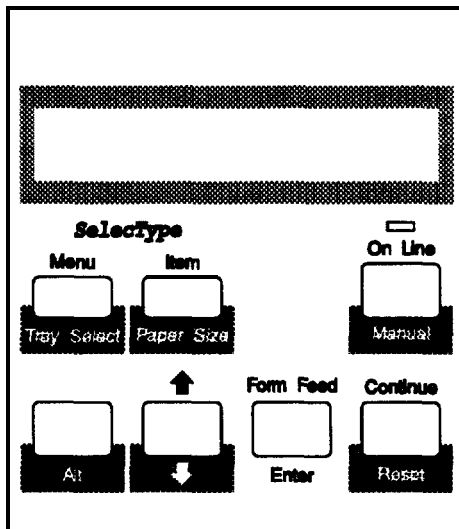 SelecType
On Line
Menu Item
Tray Select Paper Size Manual
Form Feed Continue
Alt Enter Reset